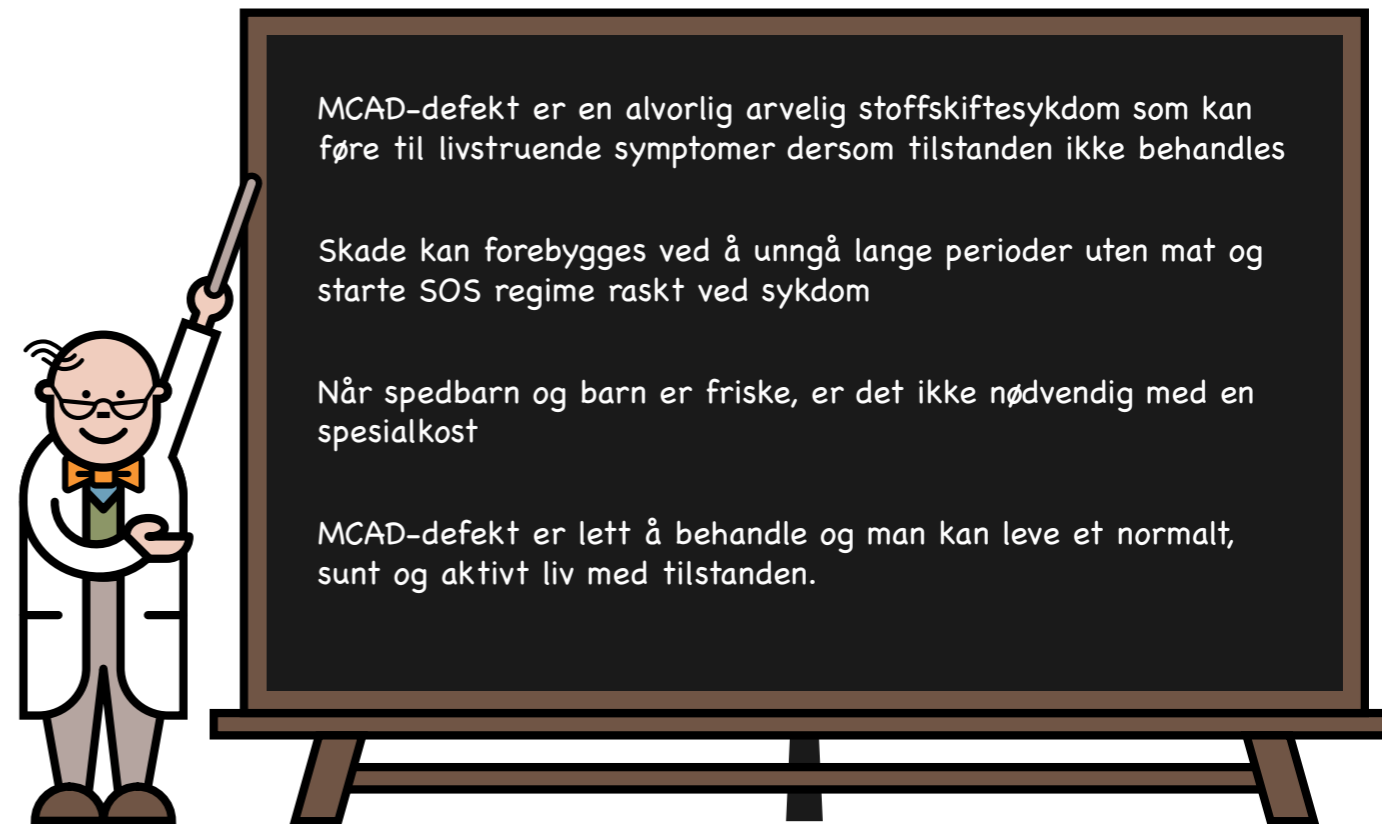 MCAD-defekt er en alvorlig arvelig stoffskiftesykdom som kan
føre til livstruende symptomer dersom tilstanden ikke behandles
Skade kan forebygges ved å unngå lange perioder uten mat og
starte SOS regime raskt ved sykdom
Når spedbarn og barn er friske, er det ikke nødvendig med en
spesialkost
MCAD-defekt er lett å behandle og man kan leve et normalt,
sunt og aktivt liv med tilstanden.